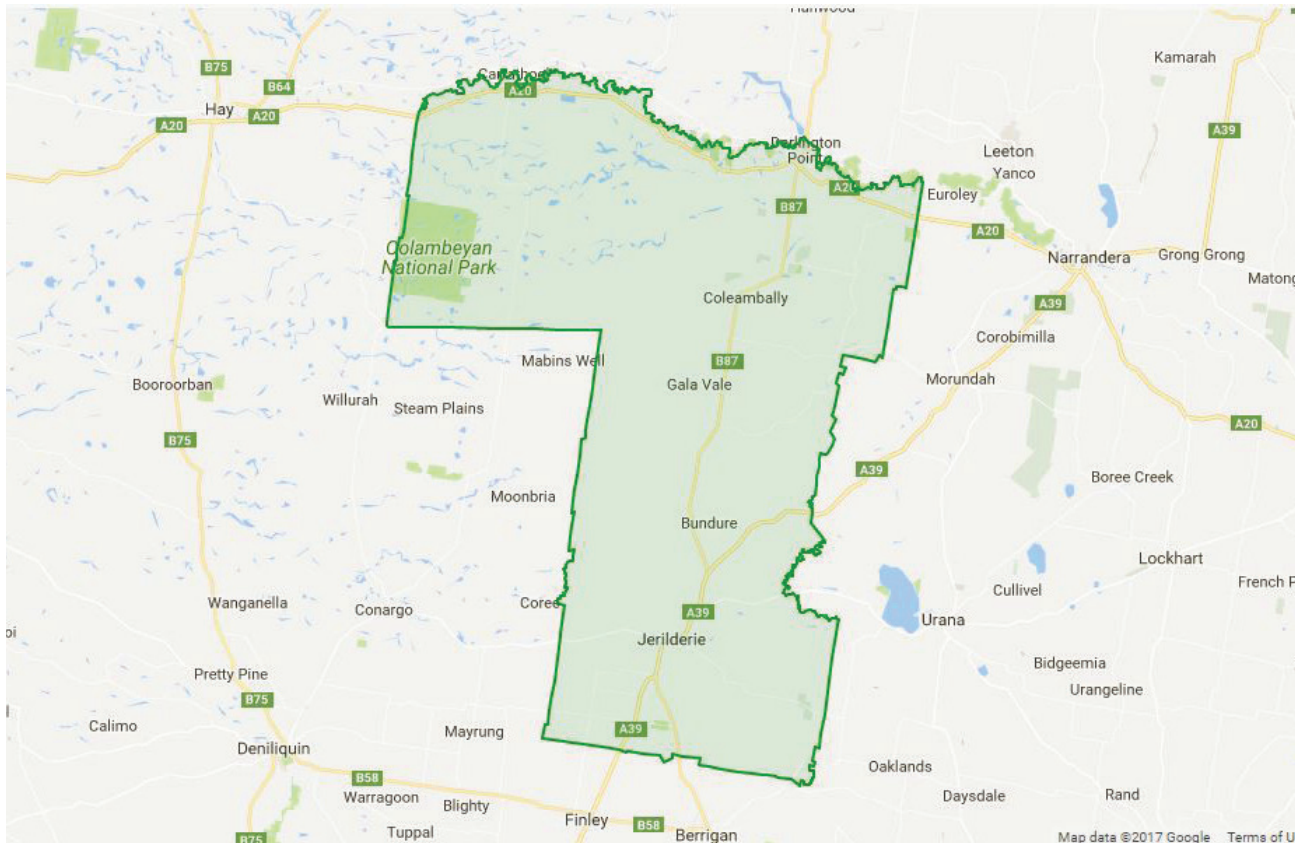 Kamarah
B75
Carrathool
B64
A20
Hay
A20
A20
A39
Darlington
Point
Leeton
Yanco
A20
Euroley
B87
A20
Colambeyan
National Park
Narrandera
Grong Grong
Matong
Coleambally
A39
Corobimilla
Mabins Well
B87
Booroorban
Gala Vale
Morundah
Willurah
Steam Plains
A20
B75
A39
Boree Creek
Moonbria
Bundure
Lockhart
French P
Cullivel
Wanganella
Conargo
Coree
A39
Urana
oi
Jerilderie
Bidgeemia
Pretty Pine
Urangeline
B75
Calimo
Mayrung
A39
Deniliquin
Oaklands
B58
Warragoon
Blighty
Daysdale
Rand
Finley
B58
Tuppal
Berrigan
B75
Map data ©2017 Google
Terms of U